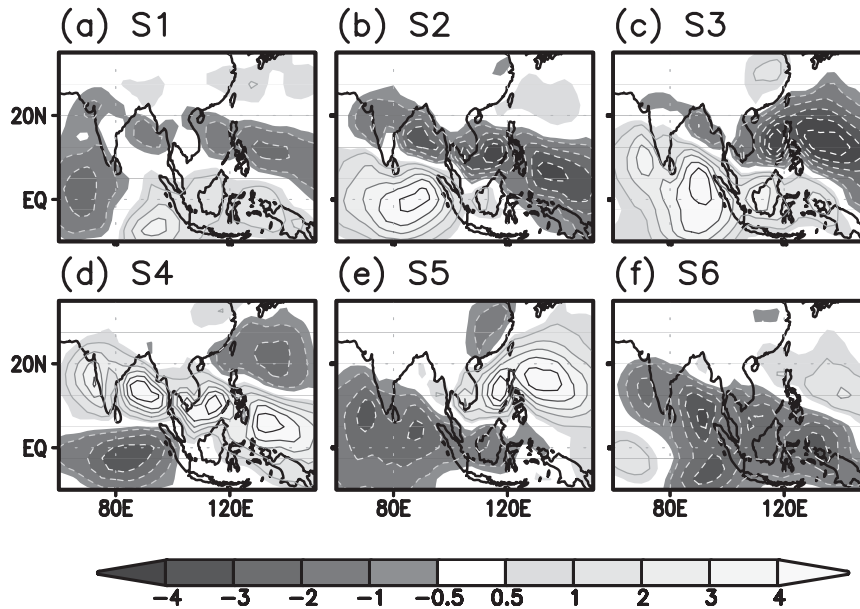 (a) S1 (b) S2 (c) S3
20N
EQ
(d) S4 (e) S5 (f) S6
20N
EQ
80E 120E 80E 120E 80E 120E
-4 -3 -2 -1 -0.5 0.5 1 2 3 4